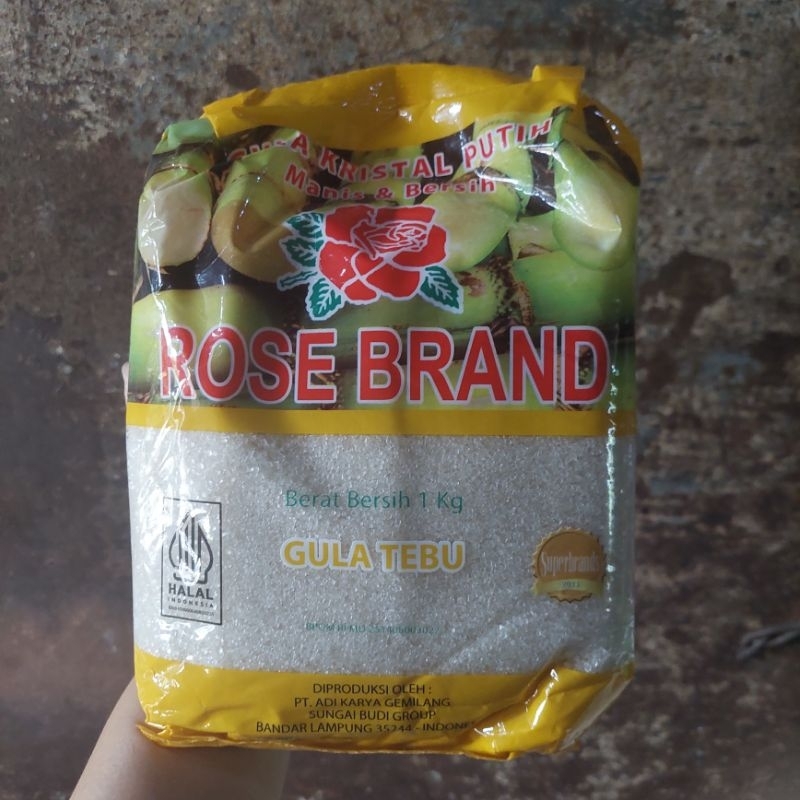 KRISTAL PUTIH
Manis & Bersih
ROSE BRAND
Berat Bersih 1 Kg
GULA TEBU
HALAL
INDONESIA
Superbrands
DIPRODUKSI OLEH :
PT. ADI KARYA GEMILANG
SUNGAI BUDI GROUP
BANDAR LAMPUNG 35244 -